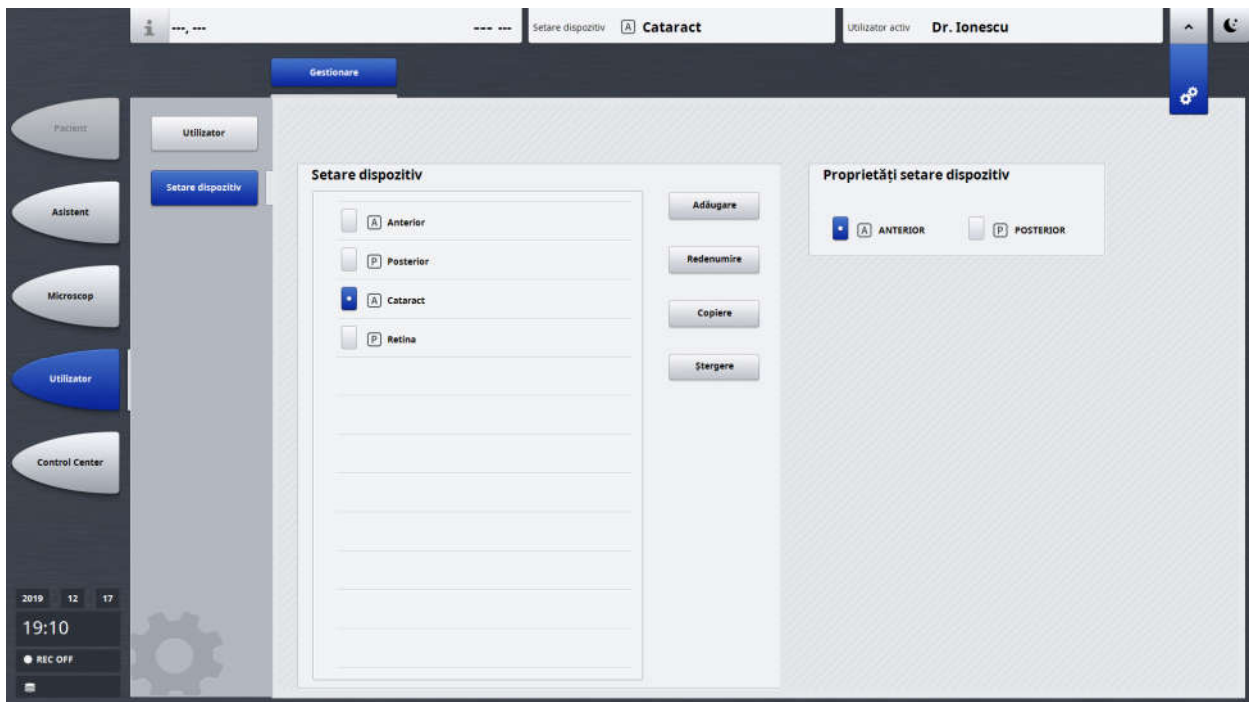 i ---, --- --- ---
Setare dispozitiv A Cataract
Utilizator activ Dr. Ionescu
Gestionare
Pacient
Asistent
Microscop
Utilizator
Control Center
Utilizator
Setare dispozitiv
Setare dispozitiv
A Anterior
P Posterior
A Cataract
P Retina
Adăugare
Redenumire
Copiere
Ștergere
Proprietăți setare dispozitiv
A ANTERIOR P POSTERIOR
2019 12 17
19:10
REC OFF